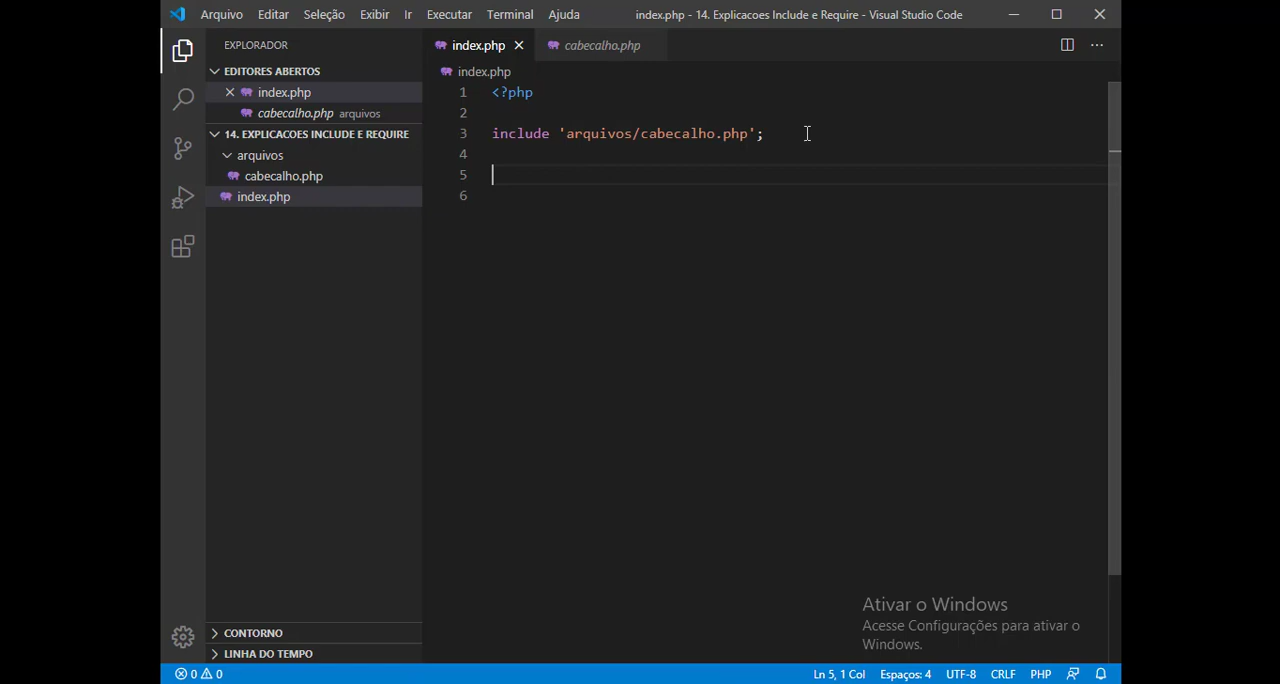 Arquivo Editar Seleção Exibir Ir Executar Terminal Ajuda index.php - 14. Explicacoes Include e Require - Visual Studio Code
EXPLORADOR
EDITORES ABERTOS
index.php
cabecalho.php arquivos
14. EXPLICACOES INCLUDE E REQUIRE
arquivos
cabecalho.php
index.php
CONTORNO
LINHA DO TEMPO
index.php cabecalho.php
index.php
1 <?php
2
3 include 'arquivos/cabecalho.php';
4
5
6
Ativar o Windows
Acesse Configurações para ativar o
Windows.
0 0 Ln 5, 1 Col Espaços: 4 UTF-8 CRLF PHP